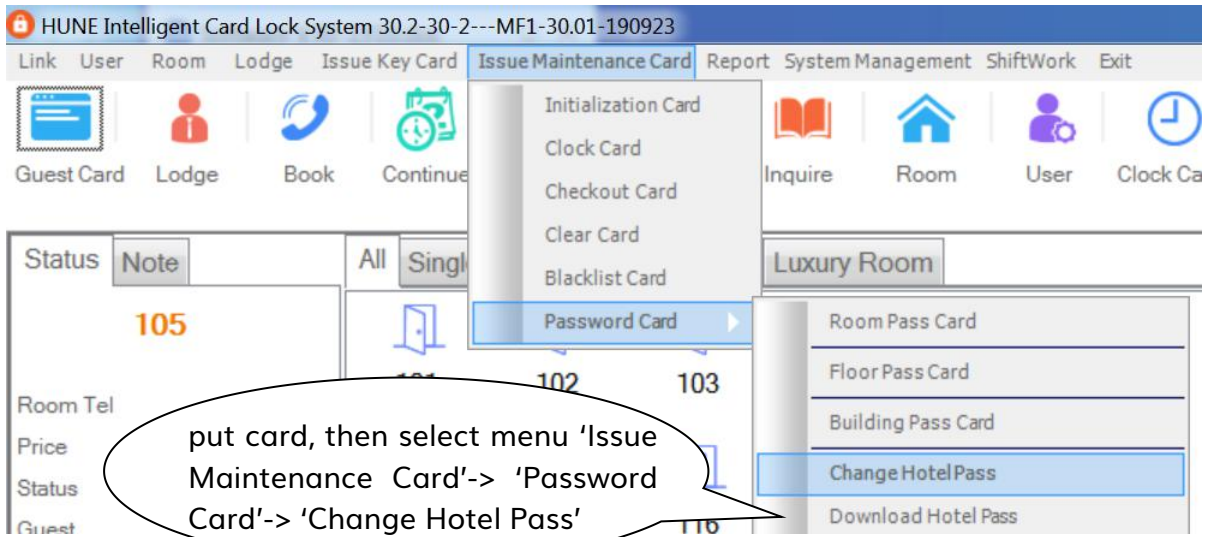 HUNE Intelligent Card Lock System 30.2-30-2---MF1-30.01-190923
Link User Room Lodge Issue Key Card Issue Maintenance Card Report System Management ShiftWork Exit
Initialization Card
Clock Card
Guest Card Lodge Book Continue Inquire Room User Clock Ca
Checkout Card
Clear Card
Status Note All Singl Luxury Room
Blacklist Card
Password Card Room Pass Card
105
102 103 Floor Pass Card
Room Tel
Building Pass Card
put card, then select menu ‘Issue
Price
Maintenance Card’-> ‘Password
Change Hotel Pass
Status
Card’-> ‘Change Hotel Pass’
Download Hotel Pass
Guest 116